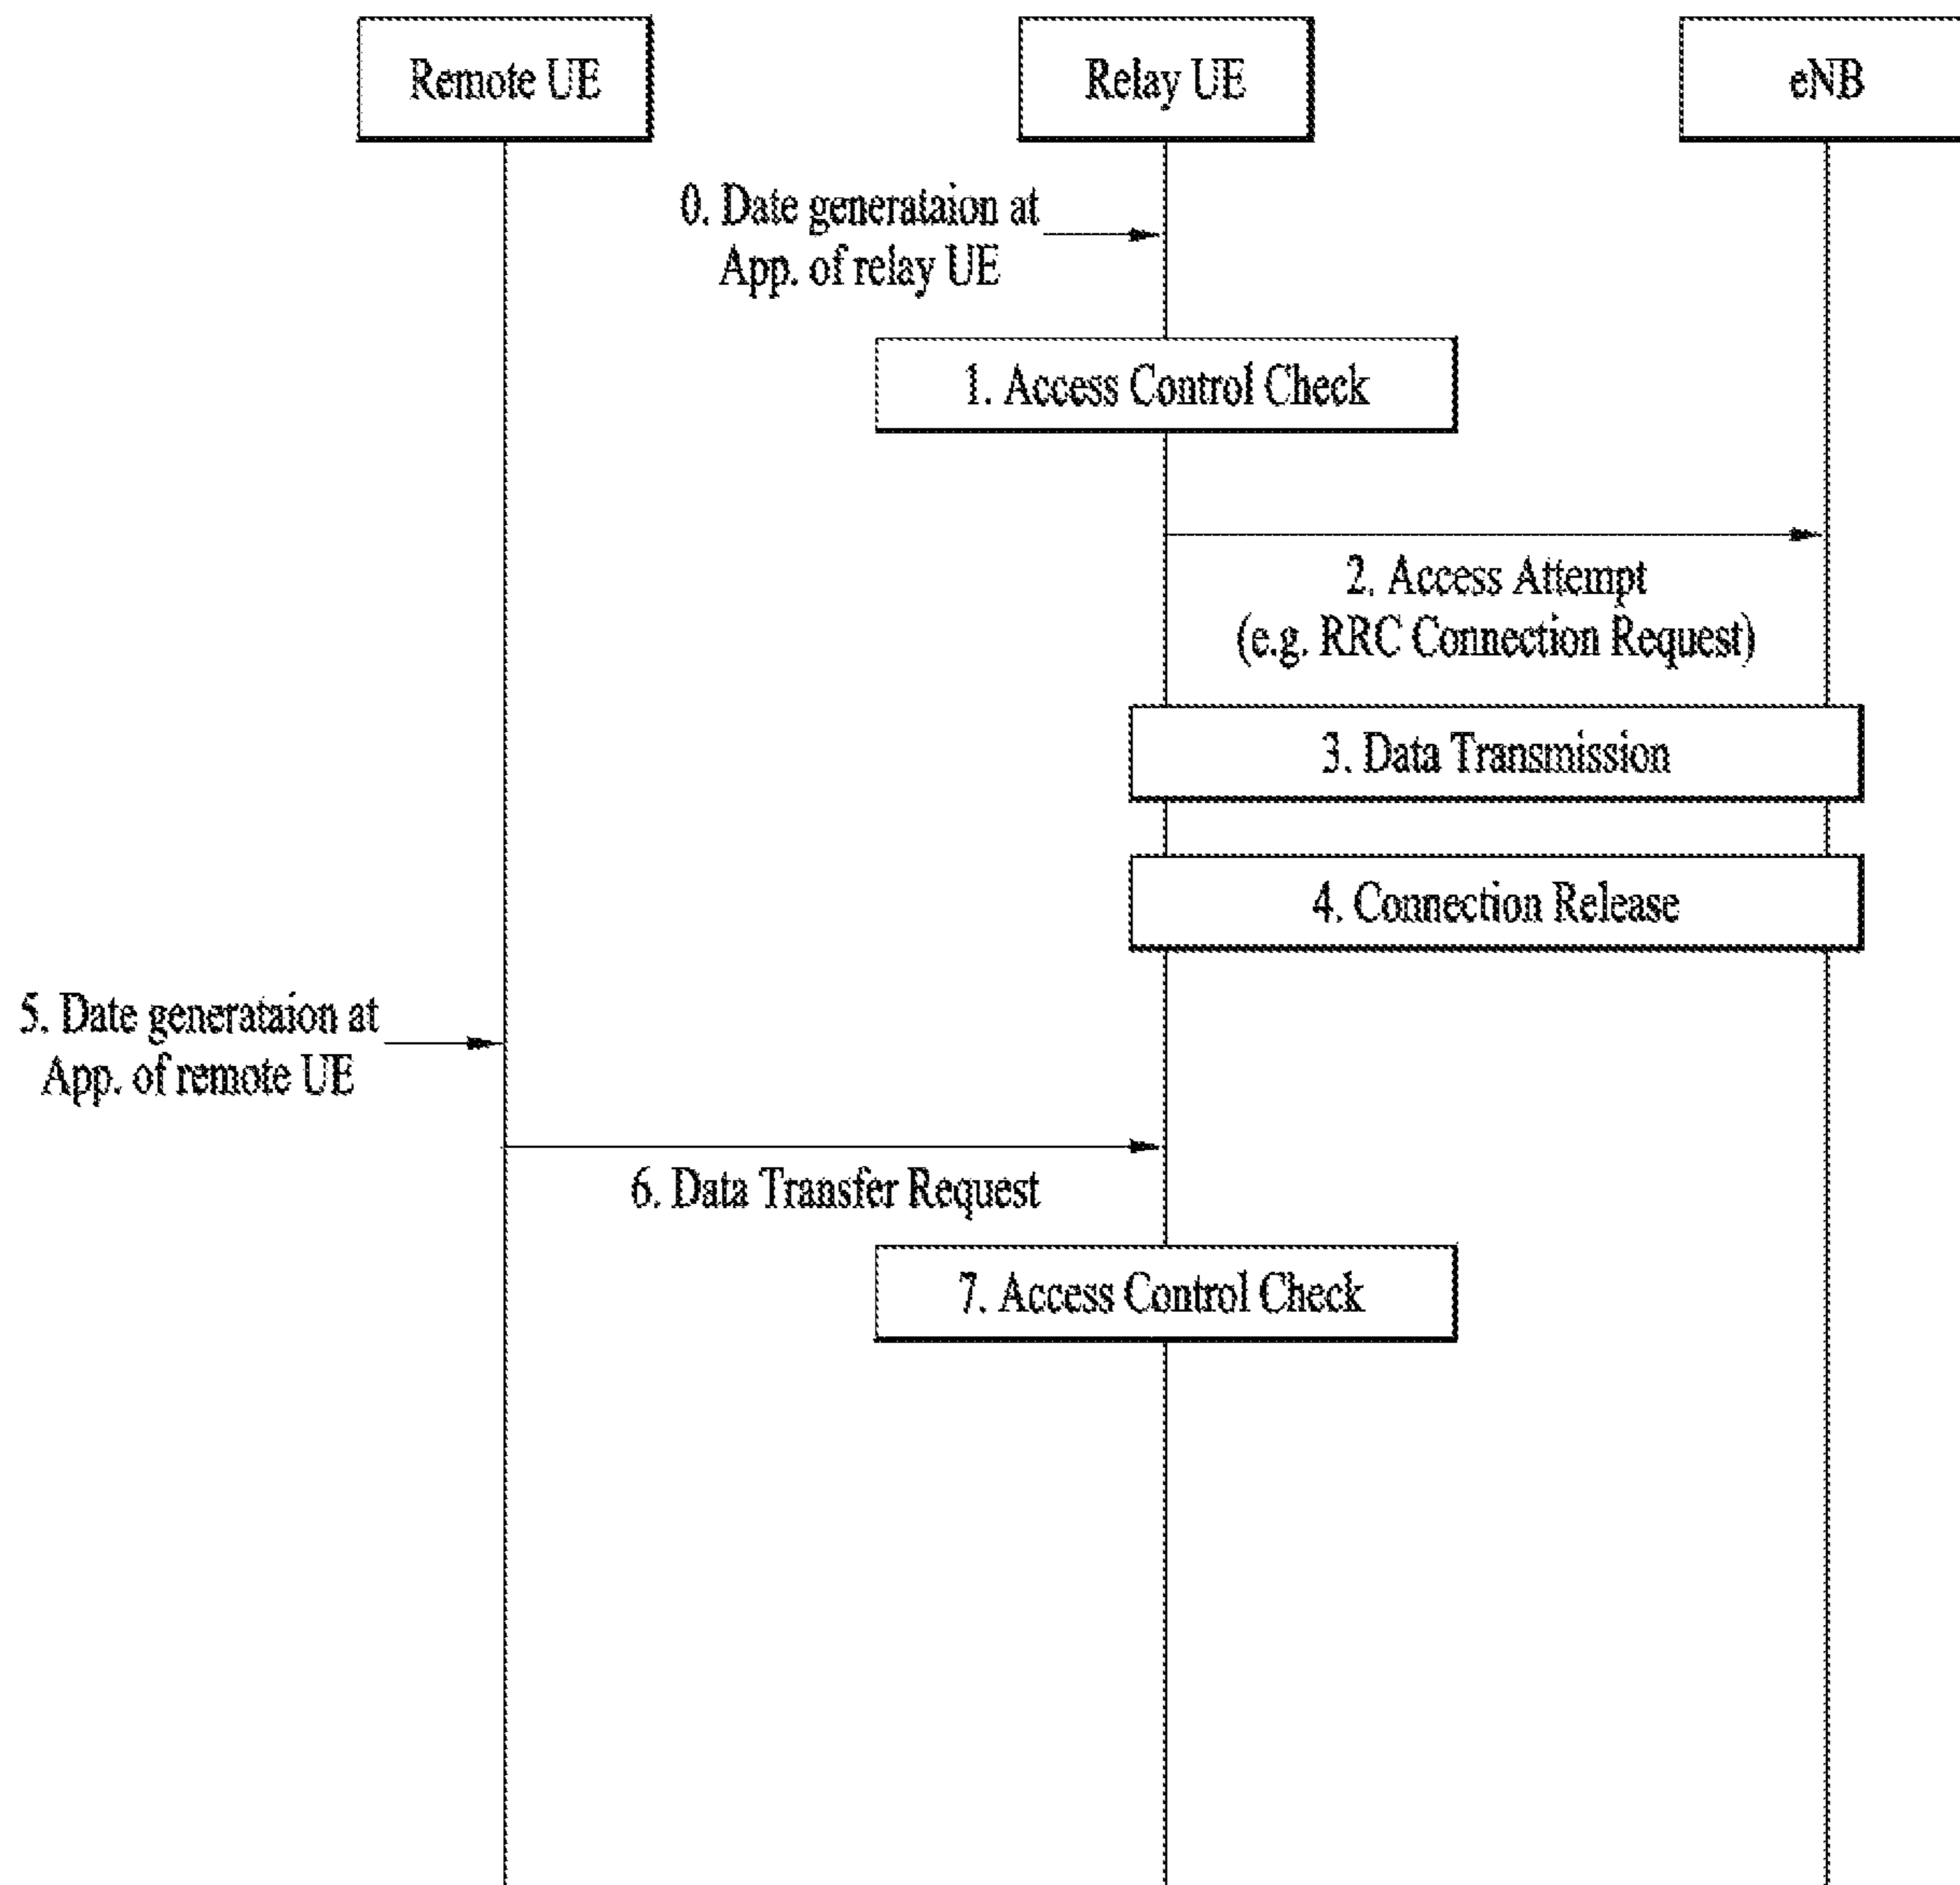 Remote UE
Relay UE
eNB
0. Date generataion at
App. of relay UE
1. Access Control Check
2. Access Attempt
(e.g. RRC Connection Request)
3. Data Transmission
4. Connection Release
5. Date generataion at
App. of remote UE
6. Data Transfer Request
7. Access Control Check